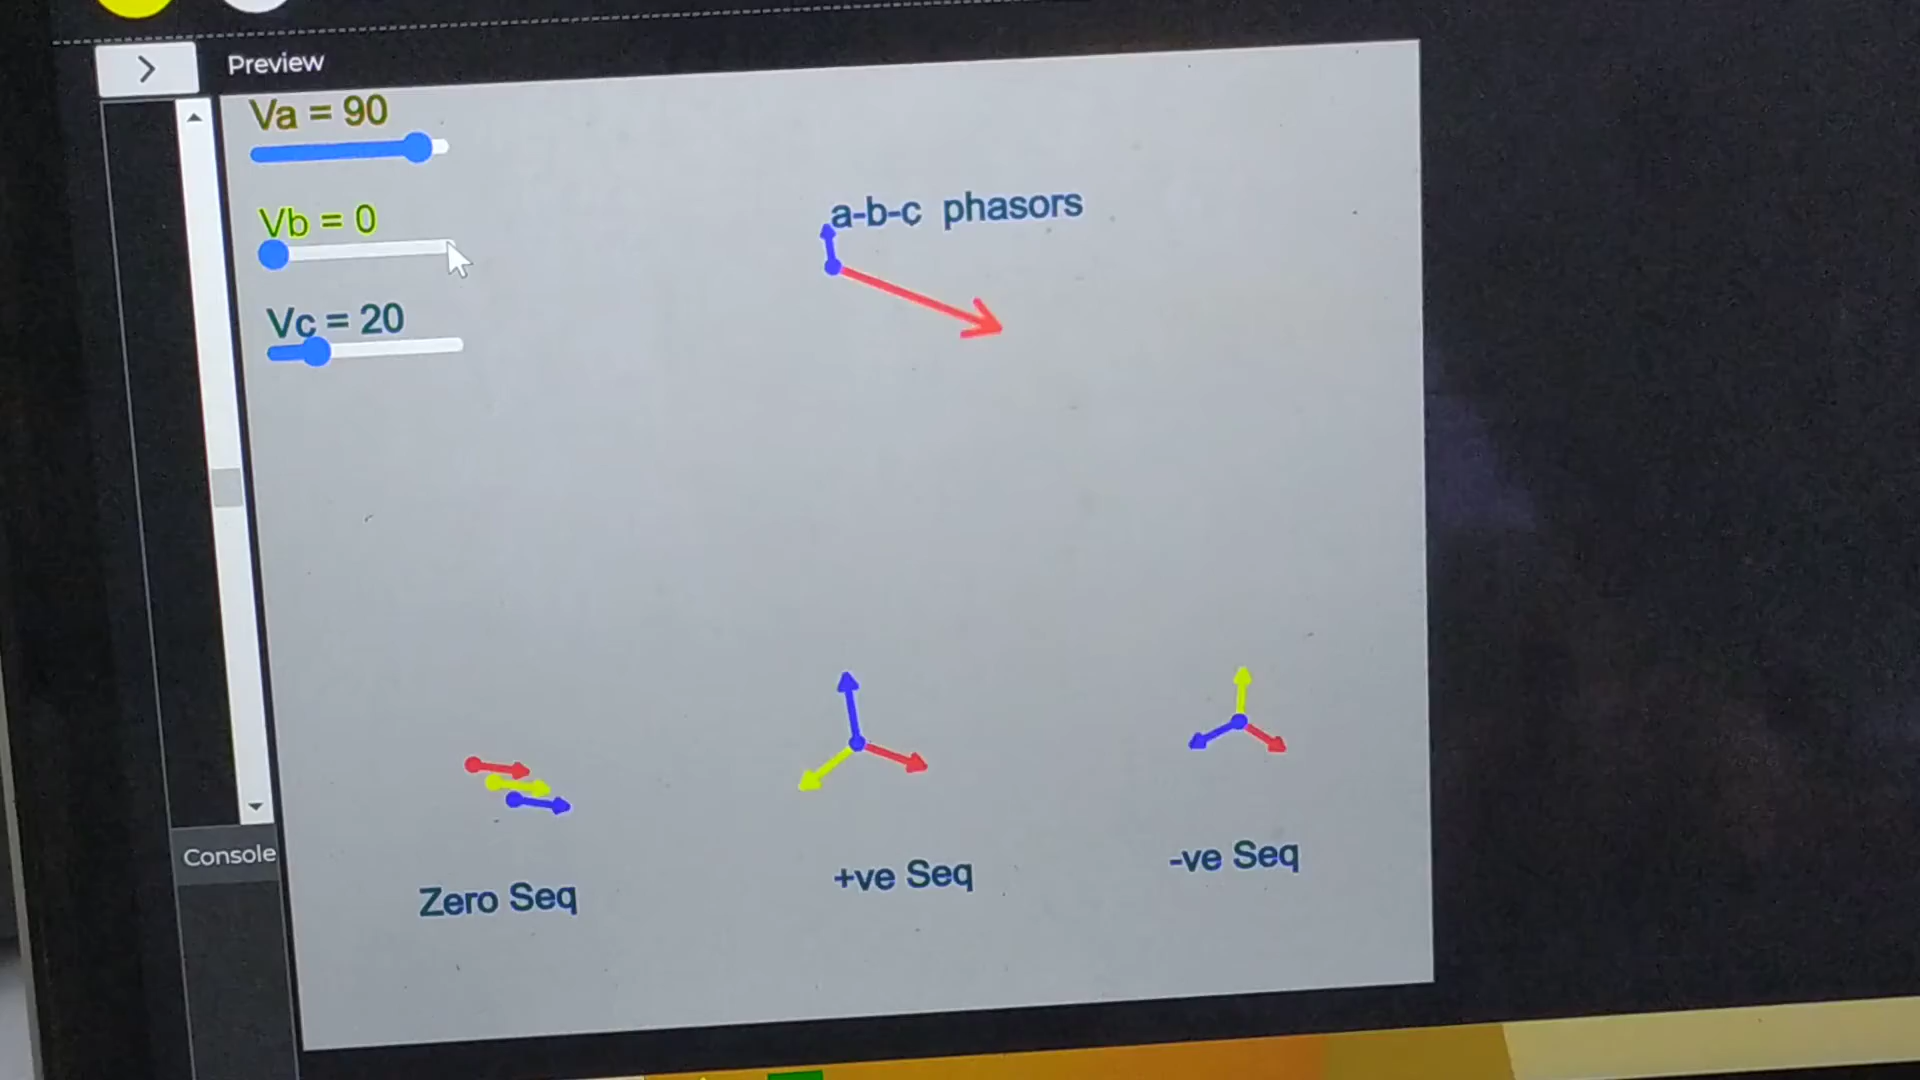 Preview
Va = 90
Vb = 0
Vc = 20
a-b-c phasors
Console
Zero Seq
+ve Seq
-ve Seq